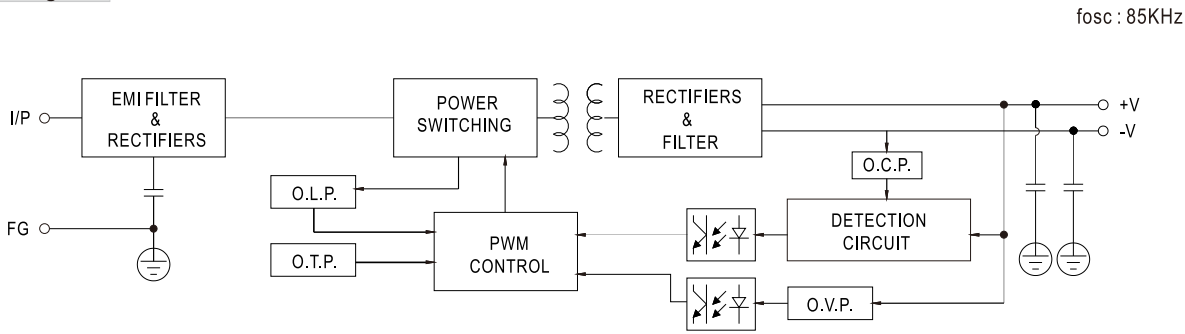 fosc : 85KHz
I/P
EMI FILTER
&
RECTIFIERS
POWER
SWITCHING
RECTIFIERS
&
FILTER
+V
-V
O.C.P.
O.L.P.
FG
PWM
CONTROL
DETECTION
CIRCUIT
O.T.P.
O.V.P.